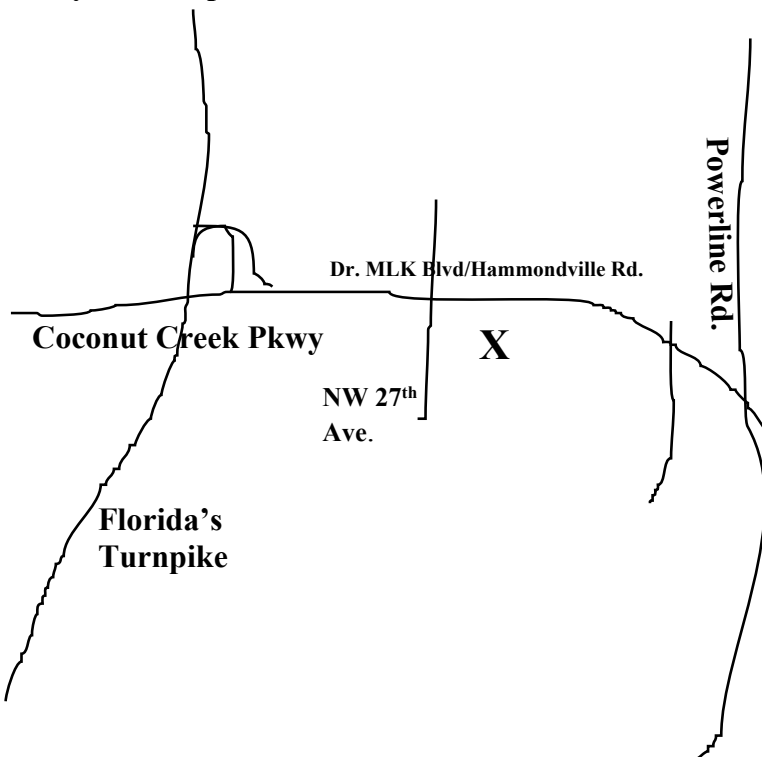 Powerline Rd.
Dr. MLK Blvd/Hammondville Rd.
Coconut Creek Pkwy
X
NW 27th
Ave.
Florida's
Turnpike